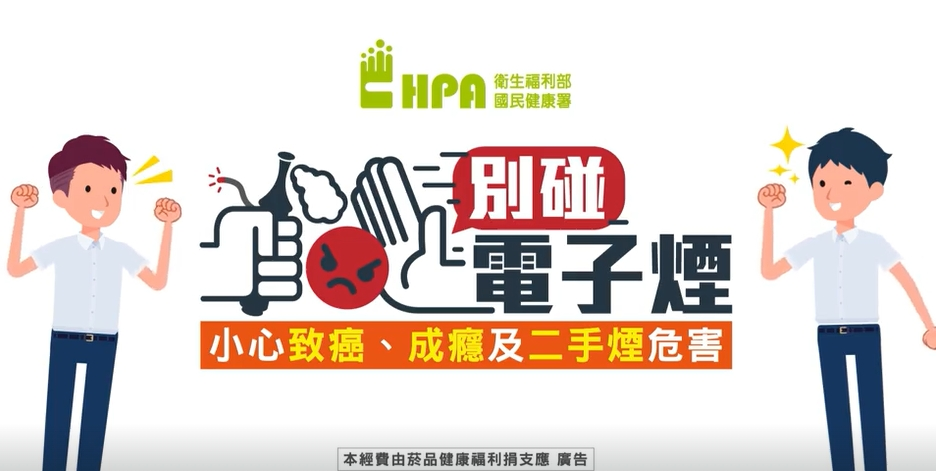 HPA 衛生福利部
國民健康署
別碰
電子煙
小心致癌、成癮及二手煙危害
本經費由菸品健康福利捐支應 廣告